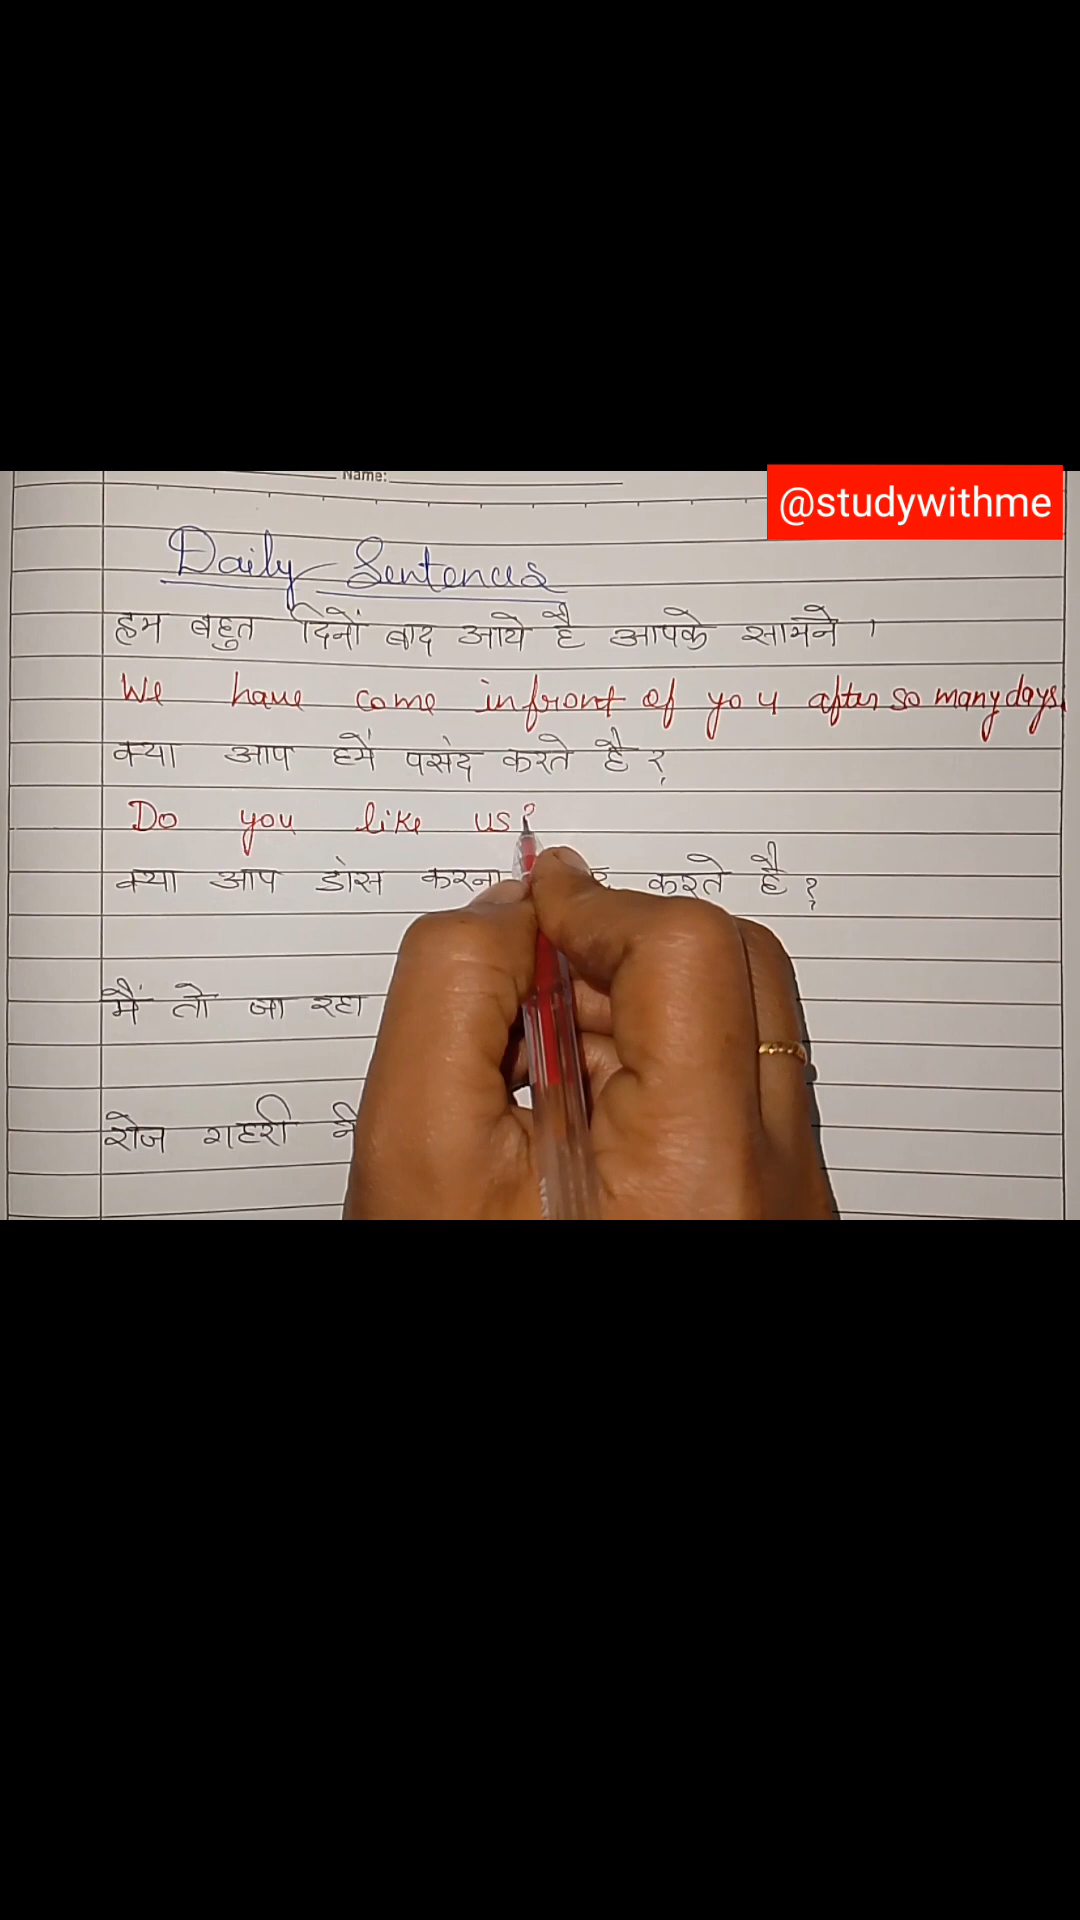 Name:
@studywithme
Daily Sentences
हम बहुत दिनों बाद आये है आपके सामने ।
We have come infront of you after so many days.
क्या आप हमें पसंद करते है ?
Do you like us?
क्या आप डांस करना करते है ?
मैं तो जा रहा
रोज गहरी